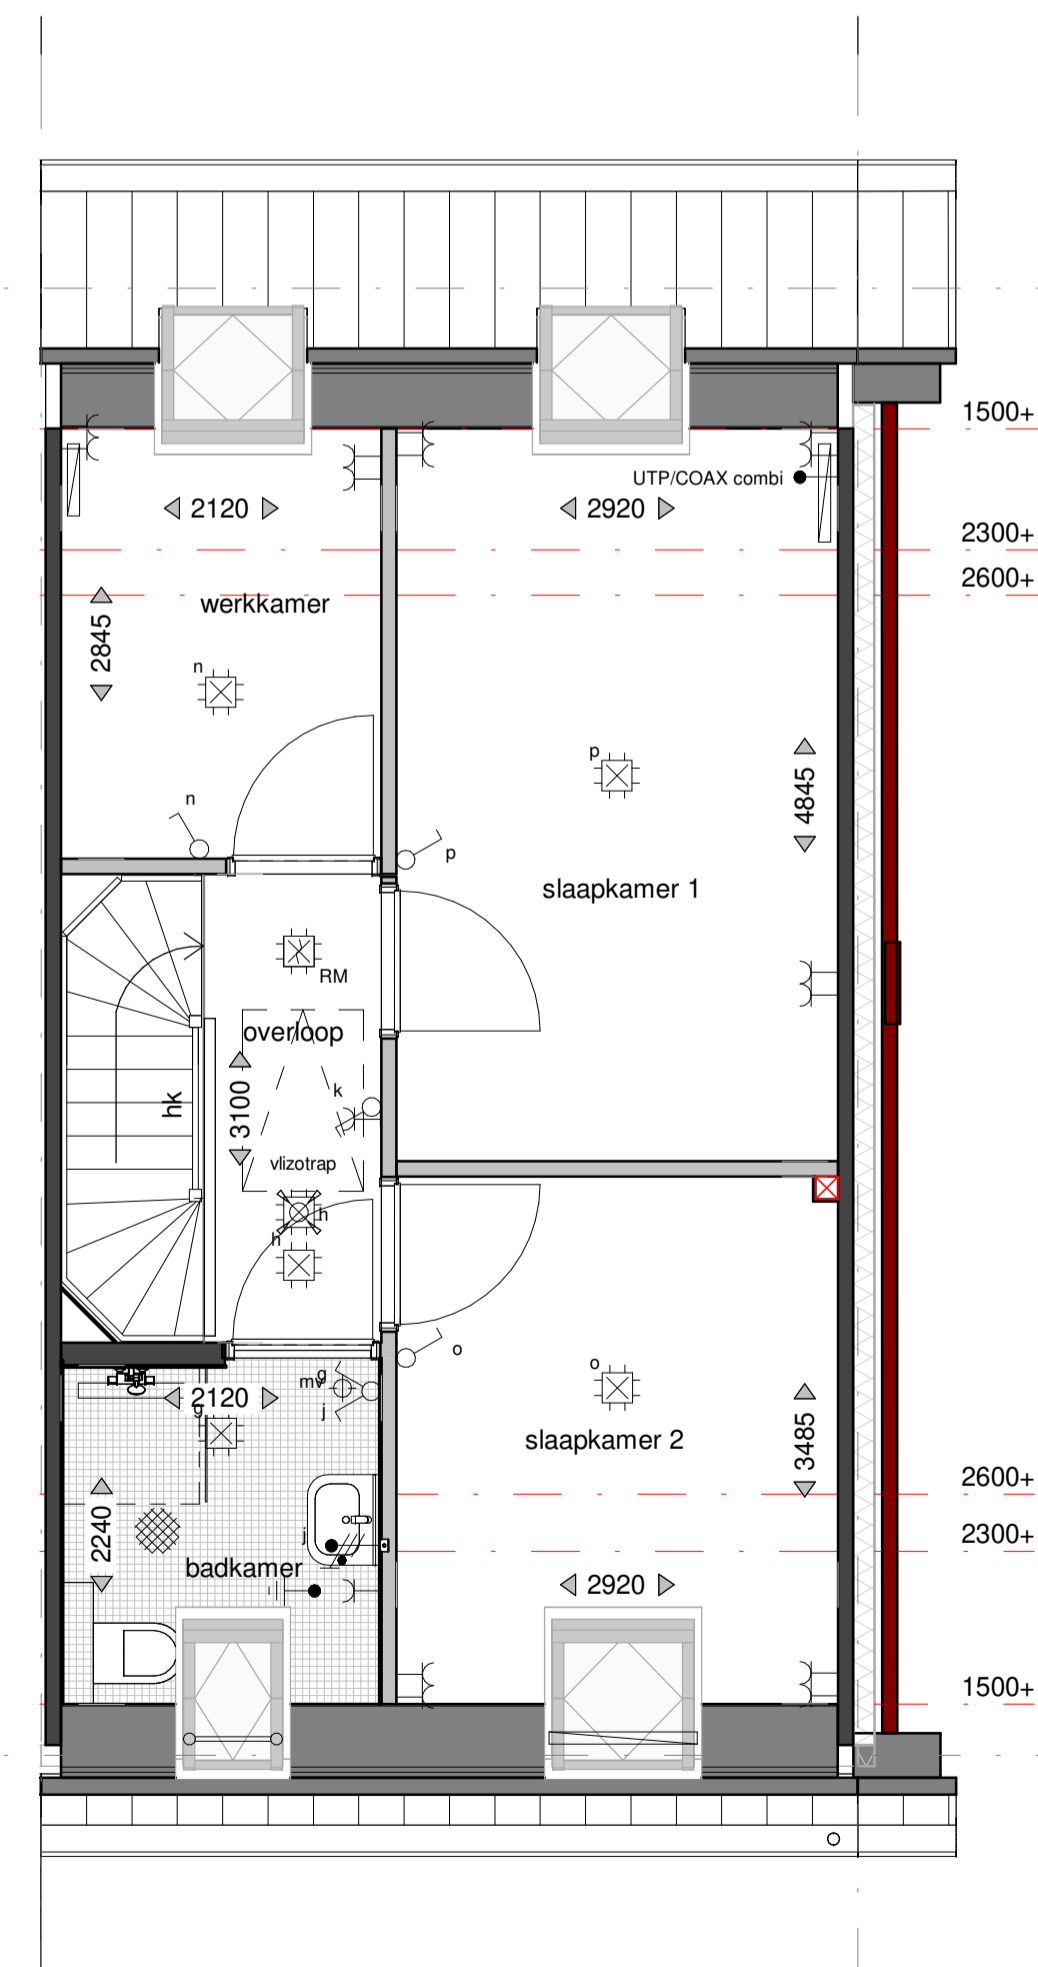 1500+
UTP/COAX combi
2120
2920
2300+
2600+
werkkamer
2845
n
p
4845
n
p
slaapkamer 1
RM
overloop
k
hk
3100
vlizotrap
h
h
o
o
g
mv
2120
g
j
slaapkamer 2
3485
2600+
2240
j
2300+
badkamer
2920
1500+